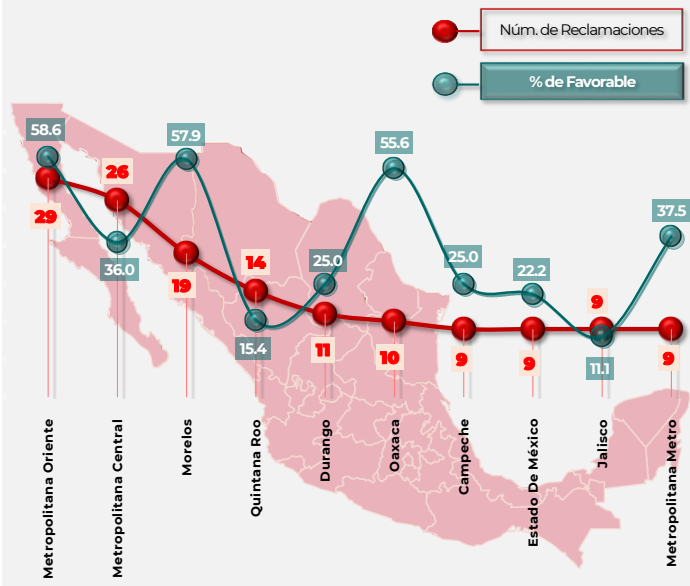 Núm. de Reclamaciones
% de Favorable
58.6
57.9
55.6
26
37.5
29
36.0
19
14
25.0
25.0
22.2
9
15.4
11
10
9
9
11.1
9
Metropolitana Oriente
Metropolitana Central
Morelos
Quintana Roo
Durango
Oaxaca
Campeche
Estado De México
Jalisco
Metropolitana Metro